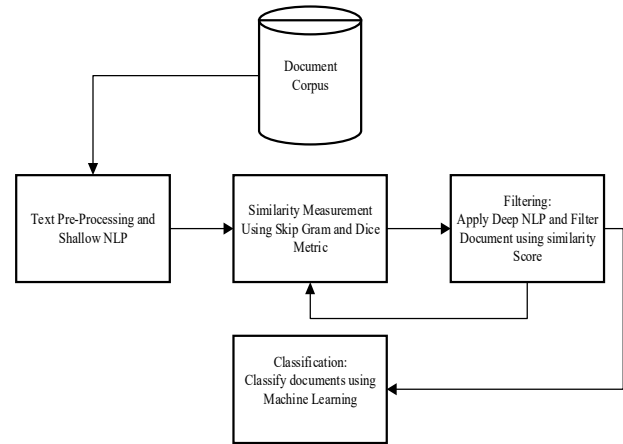 Document
Corpus
Text Pre-Processing and
Shallow NLP
Similarity Measurement
Using Skip Gram and Dice
Metric
Filtering:
Apply Deep NLP and Filter
Document using similarity
Score
Classification:
Classify documents using
Machine Learning